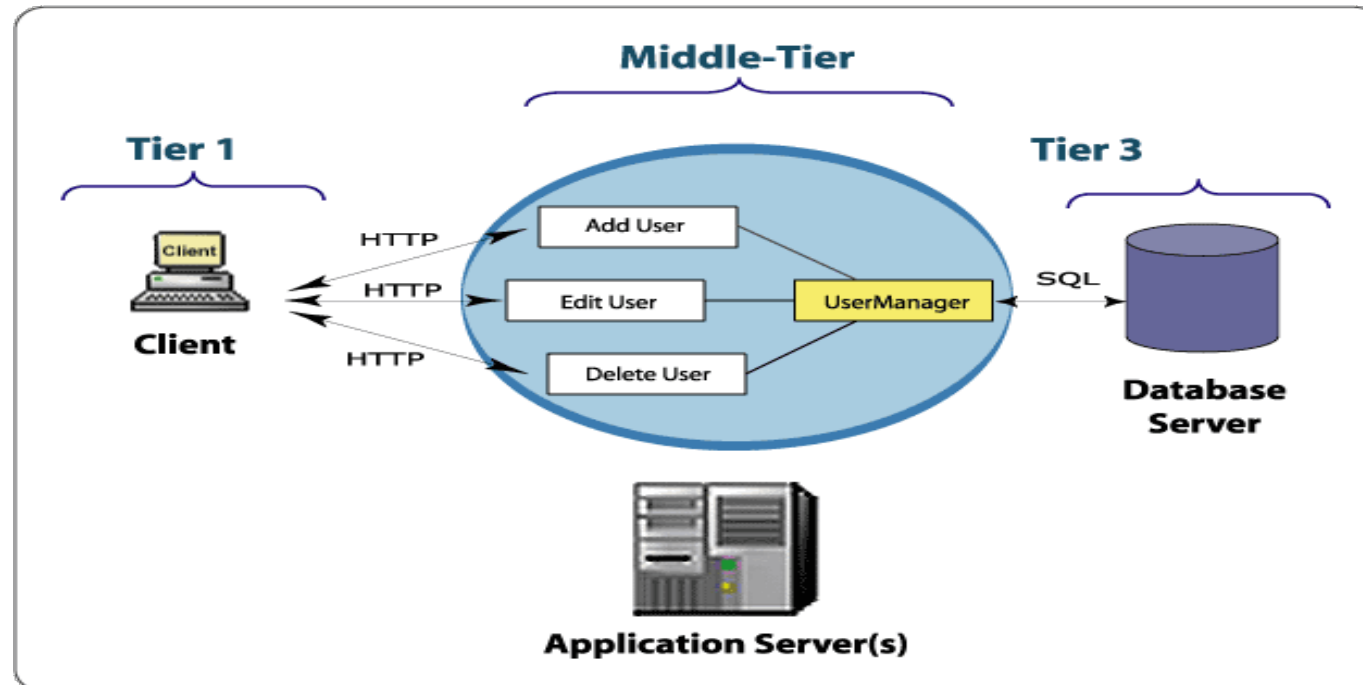 Middle-Tier
Tier 1
Tier 3
Client
HTTP
HTTP
HTTP
Add User
Edit User
Delete User
UserManager
SQL
Client
Database
Server
Application Server(s)